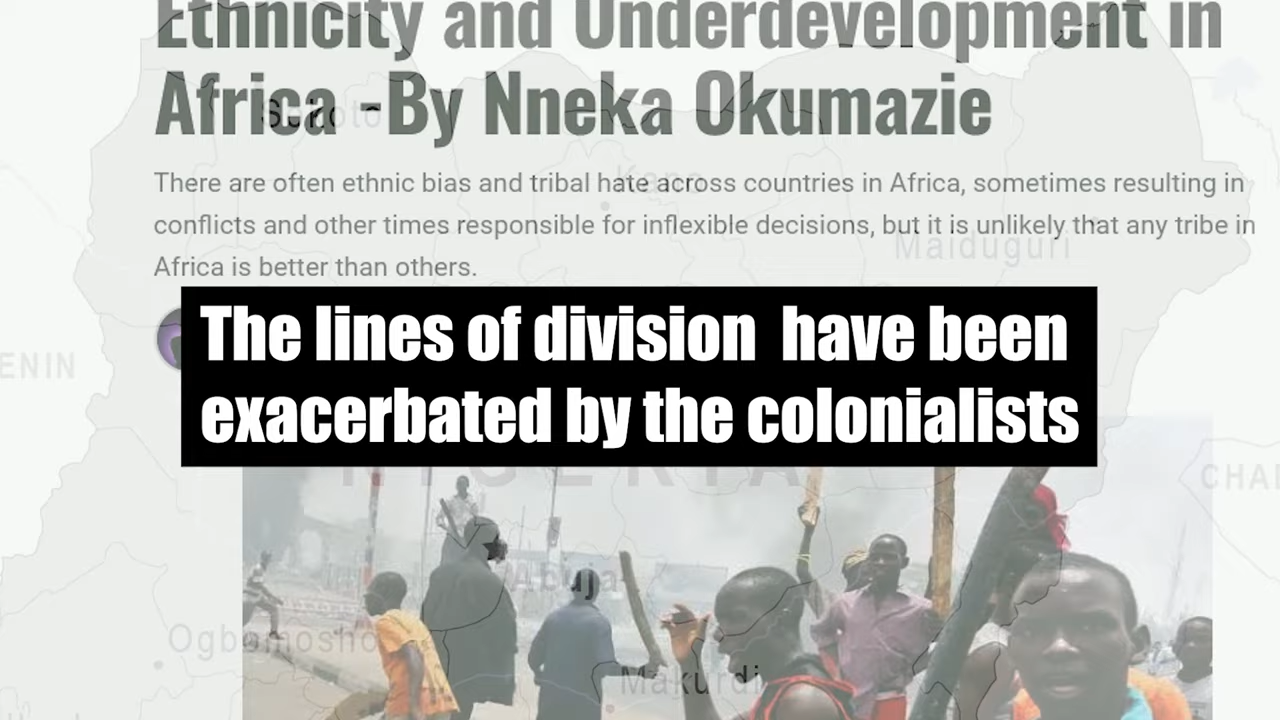 Ethnicity and Underdevelopment in
Africa -By Nneka Okumazie
Sokoto
There are often ethnic bias and tribal hate across countries in Africa, sometimes resulting in
Kano
conflicts and other times responsible for inflexible decisions, but it is unlikely that any tribe in
Maiduguri
Africa is better than others.
The lines of division have been
exacerbated by the colonialists
ENIN
NIGERIA
CHAD
Abuja
Ogbomosho
Makurdi